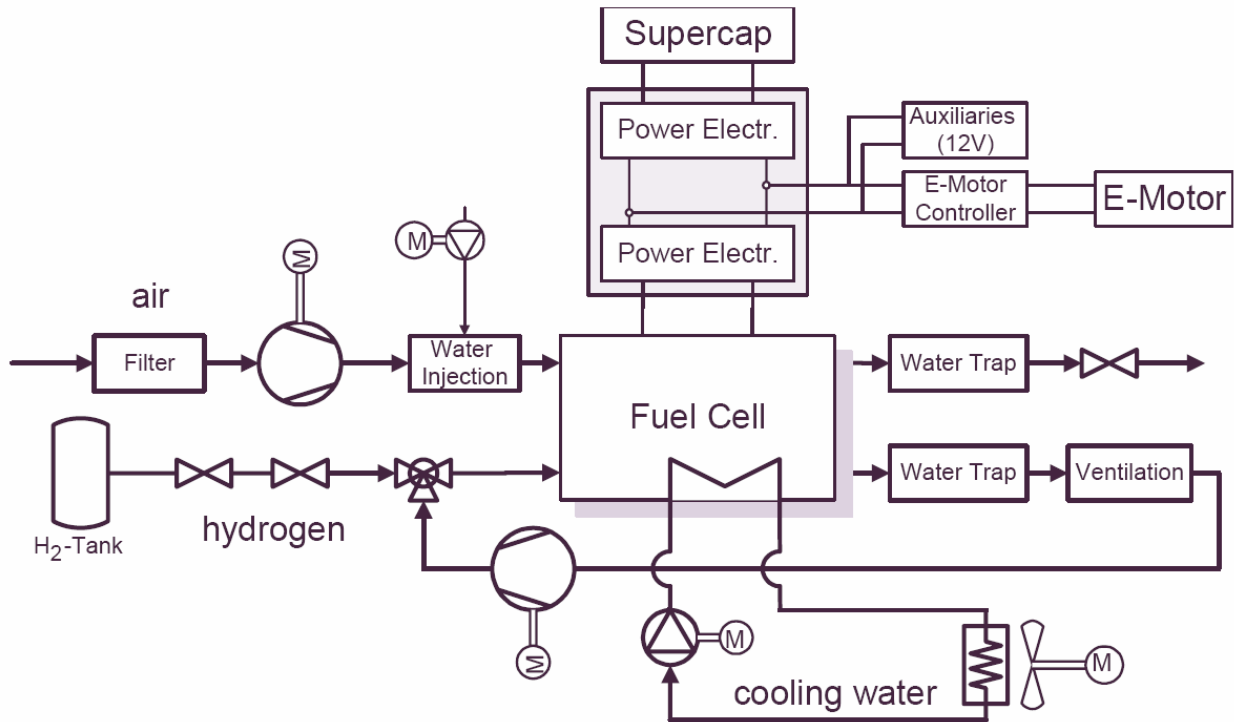 Supercap
Power Electr.
Auxiliaries
(12V)
E-Motor
Controller
E-Motor
Power Electr.
M
M
air
Filter
Water
Injection
Fuel Cell
Water Trap
Water Trap
Ventilation
H2-Tank
hydrogen
M
M
M
cooling water